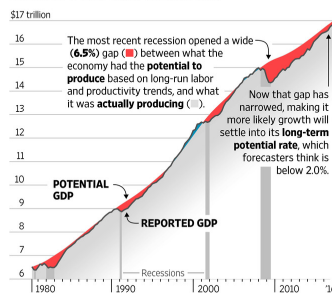 $17 trillion
The most recent recession opened a wide
(6.5%) gap (■) between what the
economy had the potential to
produce based on long-run labor
and productivity trends, and what
it was actually producing (■).
Now that gap has
narrowed, making it
more likely growth will
settle into its long-term
potential rate, which
forecasters think is
below 2.0%.
16
15
14
13
12
11
10
9
8
7
6
POTENTIAL
GDP
REPORTED GDP
Recessions
1980
1990
2000
2010